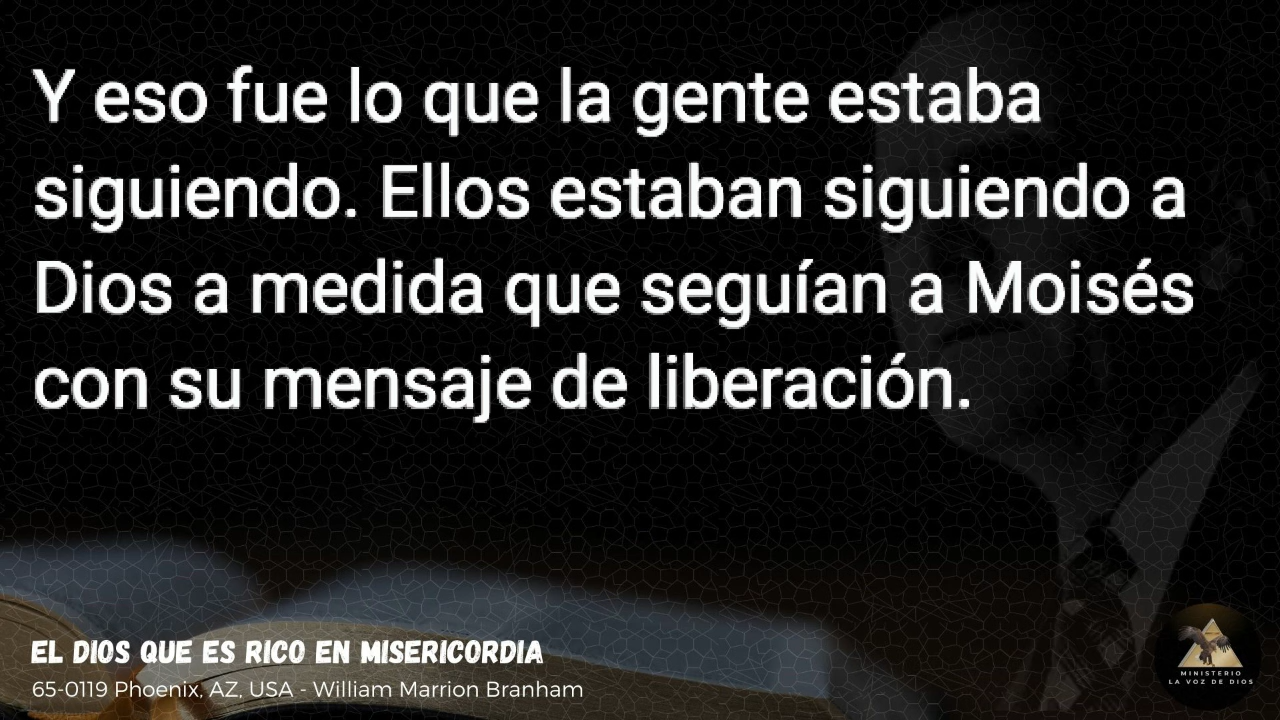 Y eso fue lo que la gente estaba
siguiendo. Ellos estaban siguiendo a
Dios a medida que seguían a Moisés
con su mensaje de liberación.
EL DIOS QUE ES RICO EN MISERICORDIA
65-0119 Phoenix, AZ, USA - William Marrion Branham
MINISTERIO
LA VOZ DE DIOS